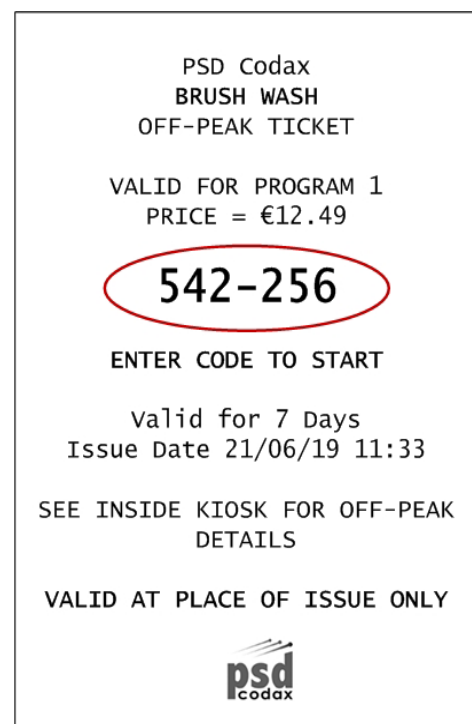 PSD Codax
BRUSH WASH
OFF-PEAK TICKET
VALID FOR PROGRAM 1
PRICE = €12.49
542-256
ENTER CODE TO START
Valid for 7 Days
Issue Date 21/06/19 11:33
SEE INSIDE KIOSK FOR OFF-PEAK
DETAILS
VALID AT PLACE OF ISSUE ONLY
psd
codax